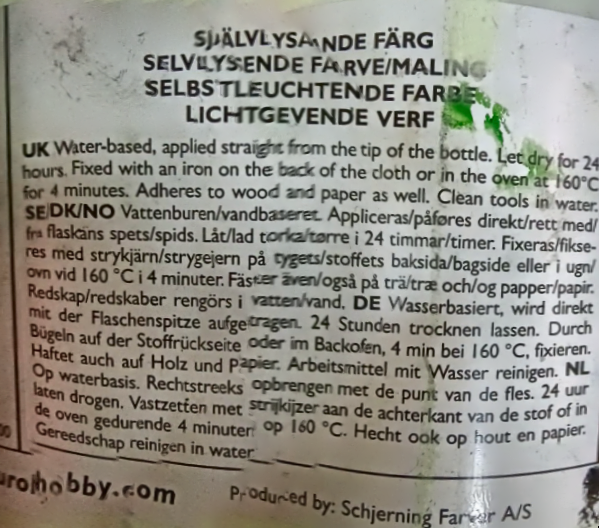 SJÄLVLYSANDE FÄRG
SELVLYSENDE FARVE/MALING
SELBSTLEUCHTENDE FARBE
LICHTGEVENDE VERF
UK Water-based, applied straight from the tip of the bottle. Let dry for 24
hours. Fixed with an iron on the back of the cloth or in the oven at 160°C
for 4 minutes. Adheres to wood and paper as well. Clean tools in water.
SE/DK/NO Vattenburen/vandbaseret. Appliceras/påføres direkt/rett med/
fra flaskans spets/spids. Låt/lad torka/tørre i 24 timmar/timer. Fixeras/fikse-
res med strykjärn/strygejern på tygets/stoffets baksida/bagside eller i ugn/
ovn vid 160 °C i 4 minuter. Fäster även/også på trä/træ och/og papper/papir.
Redskap/redskaber rengörs i vatten/vand. DE Wasserbasiert, wird direkt
mit der Flaschenspitze aufgetragen. 24 Stunden trocknen lassen. Durch
Bügeln auf der Stoffrückseite oder im Backofen, 4 min bei 160 °C, fixieren.
Haftet auch auf Holz und Papier. Arbeitsmittel mit Wasser reinigen. NL
Op waterbasis. Rechtstreeks opbrengen met de punt van de fles. 24 uur
laten drogen. Vastzetten met strijkijzer aan de achterkant van de stof of in
de oven gedurende 4 minuten op 160 °C. Hecht ook op hout en papier.
Gereedschap reinigen in water
urohobby.com
Produced by: Schjerning Farver A/S